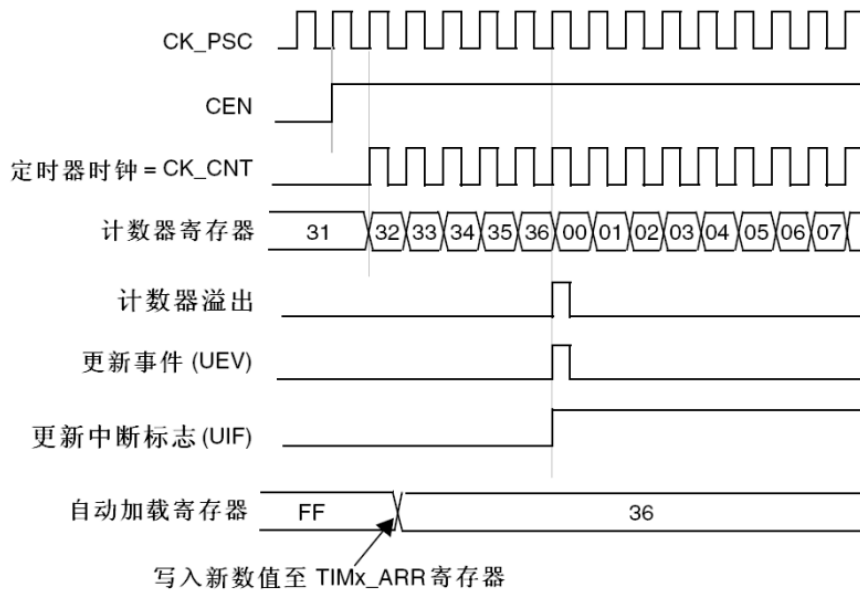 CK_PSC
CEN
定时器时钟 = CK_CNT
计数器寄存器 31 32 33 34 35 36 00 01 02 03 04 05 06 07
计数器溢出
更新事件 (UEV)
更新中断标志 (UIF)
自动加载寄存器 FF 36
写入新数值至 TIMx_ARR 寄存器